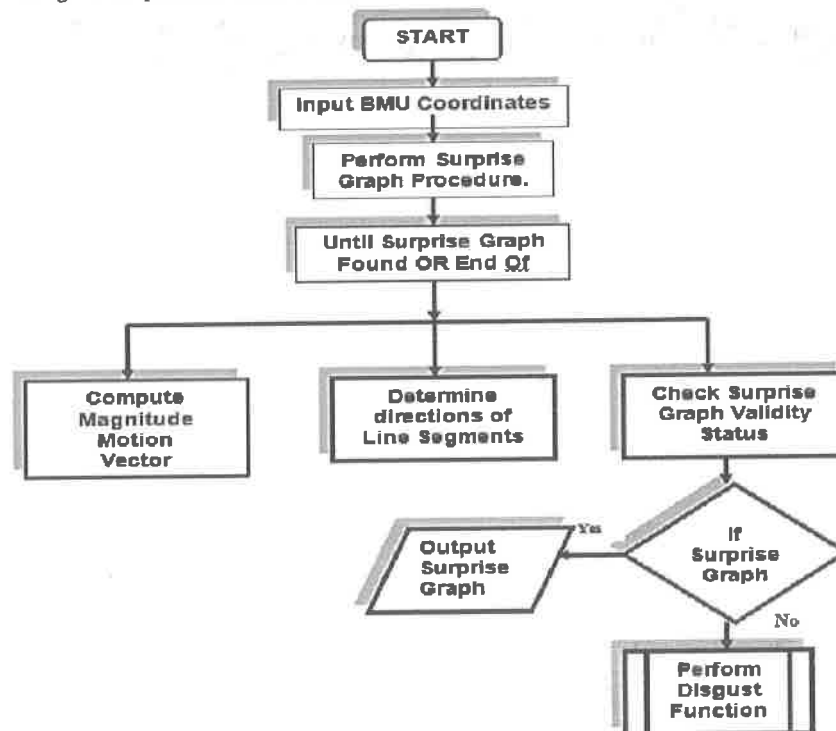 START
Input BMU Coordinates
Perform Surprise
Graph Procedure.
Until Surprise Graph
Found OR End Of
Compute
Magnitude
Motion
Vector
Determine
directions of
Line Segments
Check Surprise
Graph Validity
Status
If
Surprise
Graph
Yes
Output
Surprise
Graph
No
Perform
Disgust
Function